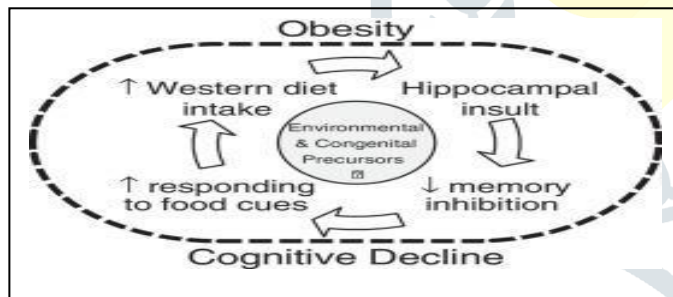 Obesity
↑ Western diet
intake
Hippocampal
insult
Environmental
& Congenital
Precursors
↑ responding
to food cues
↓ memory
inhibition
Cognitive Decline